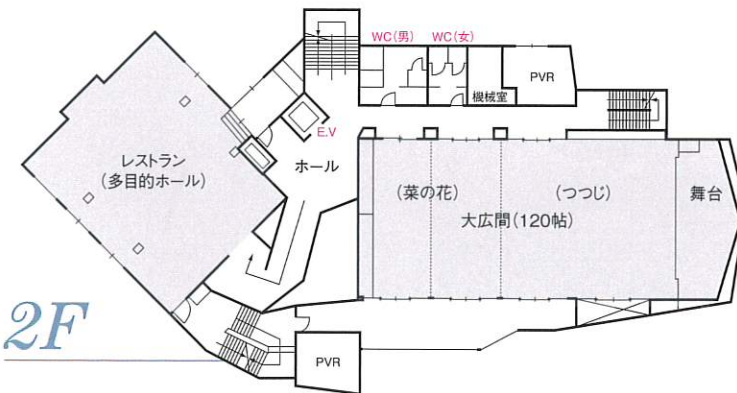 WC(男)
WC(女)
機械室
PVR
E.V
ホール
レストラン
(多目的ホール)
(菜の花)
(つつじ)
舞台
大広間(120帖)
2F
PVR